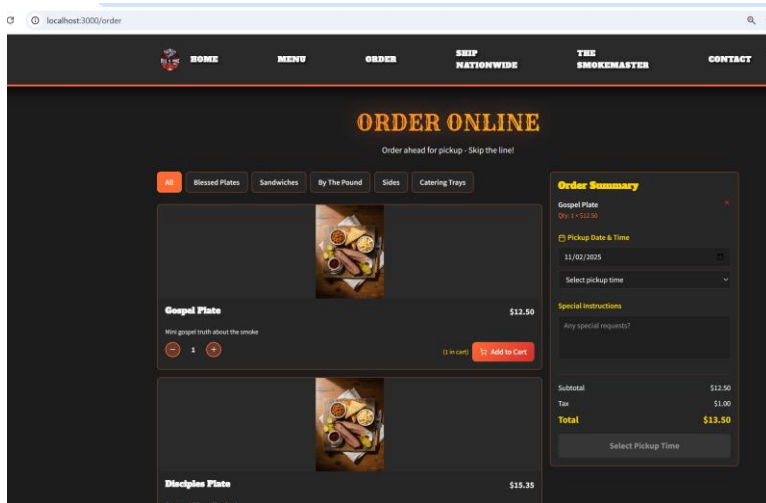 localhost:3000/order
HOME
MENU
ORDER
SHIP
NATIONWIDE
THE
SMOKEMASTER
CONTACT
ORDER ONLINE
Order ahead for pickup - Skip the line!
All
Blessed Plates
Sandwiches
By The Pound
Sides
Catering Trays
Gospel Plate
$12.50
Mini gospel truth about the smoke
1
(1 in cart)
Add to Cart
Disciples Plate
$15.35
Order Summary
Gospel Plate
×
Qty: 1 × $12.50
Pickup Date & Time
11/02/2025
Select pickup time
Special Instructions
Any special requests?
Subtotal
$12.50
Tax
$1.00
Total
$13.50
Select Pickup Time